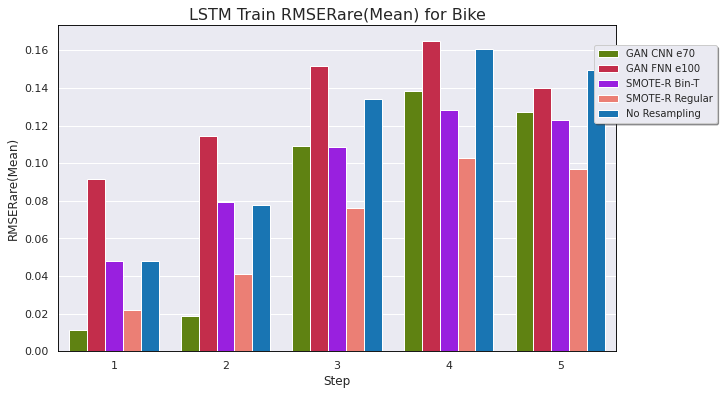 LSTM Train RMSERare(Mean) for Bike
GAN CNN e70
GAN FNN e100
SMOTE-R Bin-T
SMOTE-R Regular
No Resampling
RMSERare(Mean)
0.16
0.14
0.12
0.10
0.08
0.06
0.04
0.02
0.00
1 2 3 4 5
Step